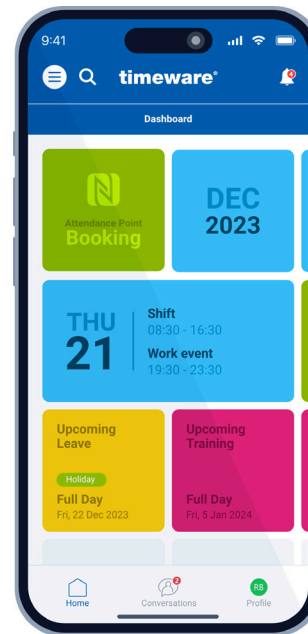 9:41
timeware®
4
Dashboard
Attendance Point
Booking
DEC
2023
THU
21
Shift
08:30 - 16:30
Work event
19:30 - 23:30
Upcoming
Leave
Holiday
Full Day
Fri, 22 Dec 2023
Upcoming
Training
Full Day
Fri, 5 Jan 2024
Home
2
Conversations
RB
Profile